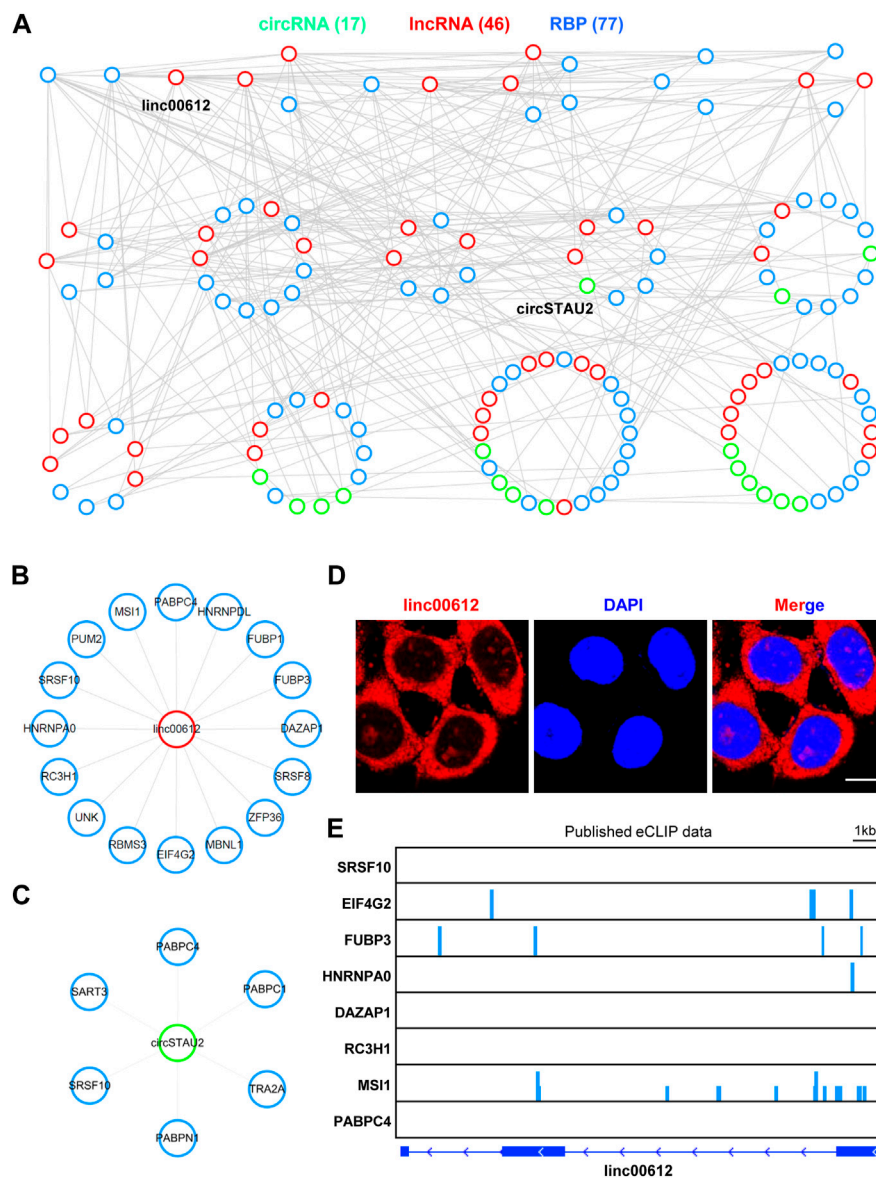 A
circRNA (17) lncRNA (46) RBP (77)
linc00612
circSTAU2
B
PABPC4
MSI1
HNRNPDL
PUM2
FUBP1
SRSF10
FUBP3
HNRNPA0
linc00612
DAZAP1
RC3H1
SRSF8
UNK
ZFP36
RBMS3
EIF4G2
MBNL1
C
PABPC4
SART3
PABPC1
circSTAU2
SRSF10
TRA2A
PABPN1
D
linc00612 DAPI Merge
E
Published eCLIP data
1kb
SRSF10
EIF4G2
FUBP3
HNRNPA0
DAZAP1
RC3H1
MSI1
PABPC4
linc00612